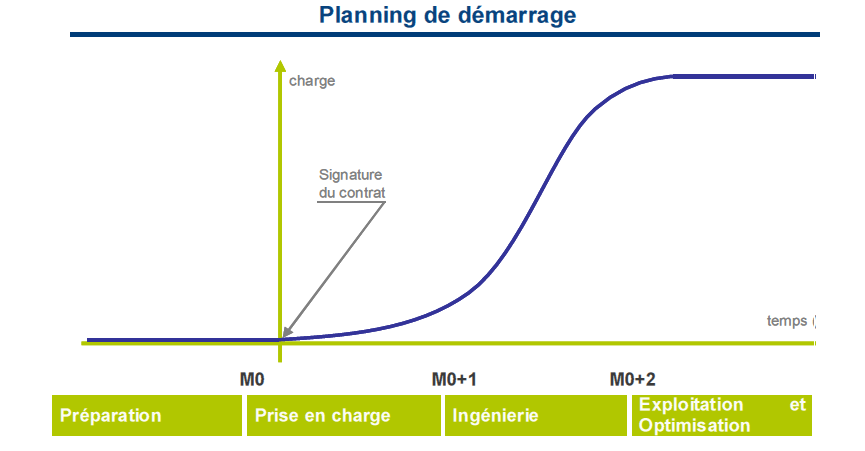 Planning de démarrage
charge
Signature
du contrat
temps (
M0 M0+1 M0+2
Préparation Prise en charge Ingénierie Exploitation et
Optimisation